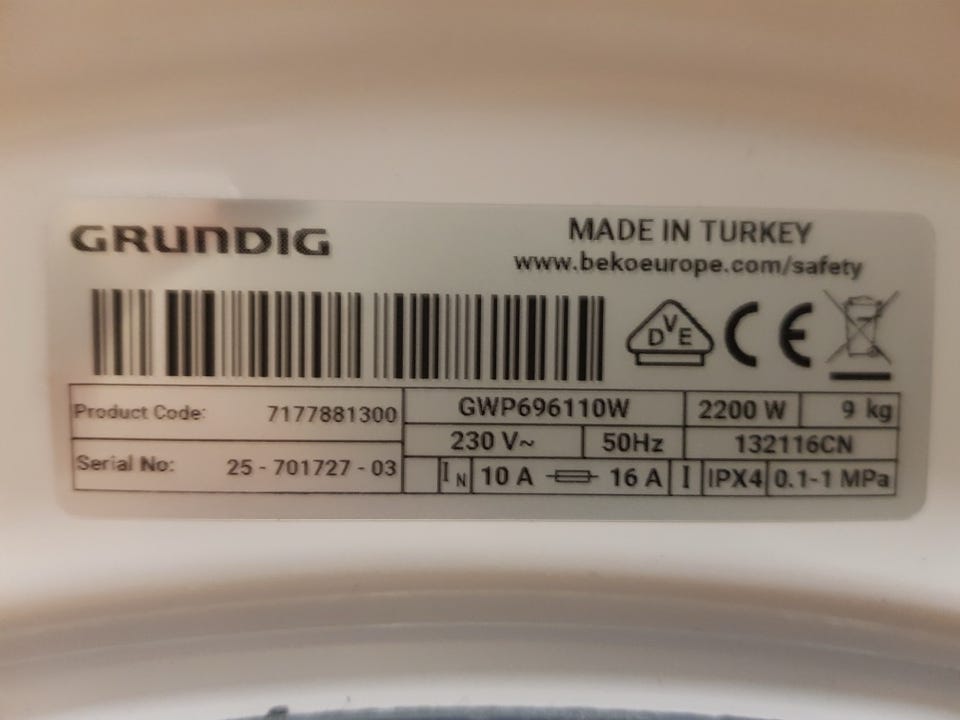 GRUNDIG
MADE IN TURKEY
www.bekoeurope.com/safety
DVE
CE
Product Code: 7177881300
GWP696110W 2200 W 9 kg
230 V~ 50Hz 132116CN
Serial No: 25 - 701727 - 03
IN 10 A 16 A I IPX4 0.1-1 MPa